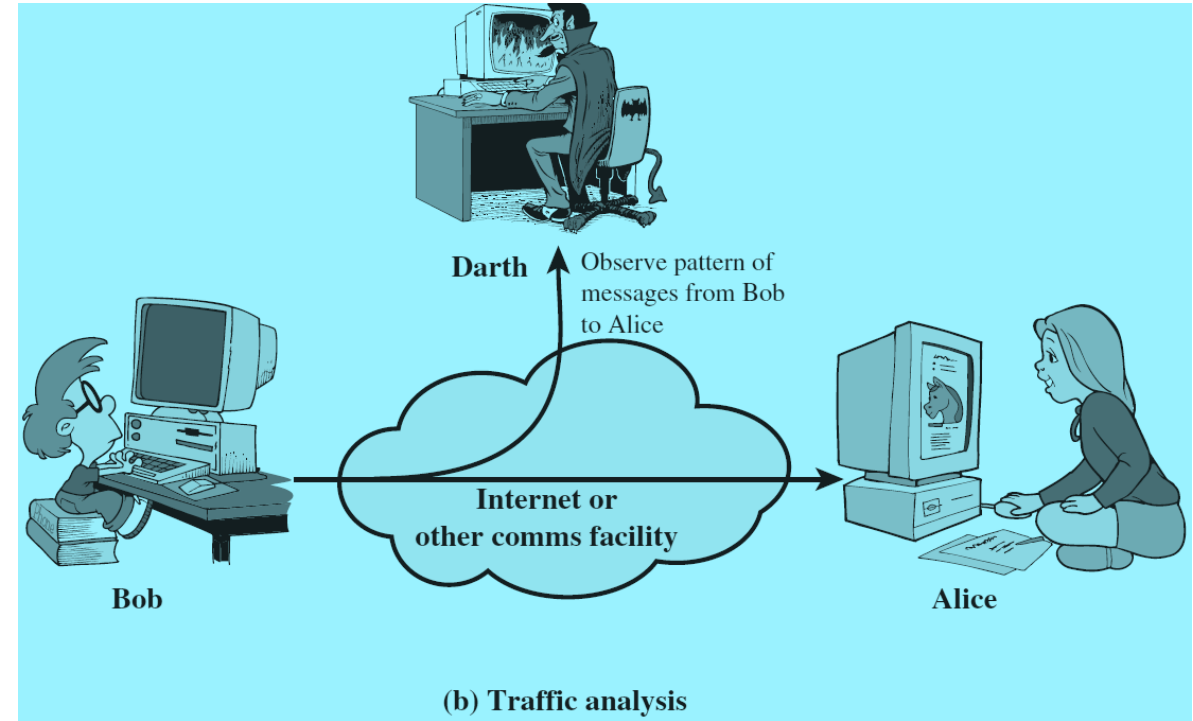 Darth
Observe pattern of
messages from Bob
to Alice
Internet or
other comms facility
Bob
Alice
(b) Traffic analysis